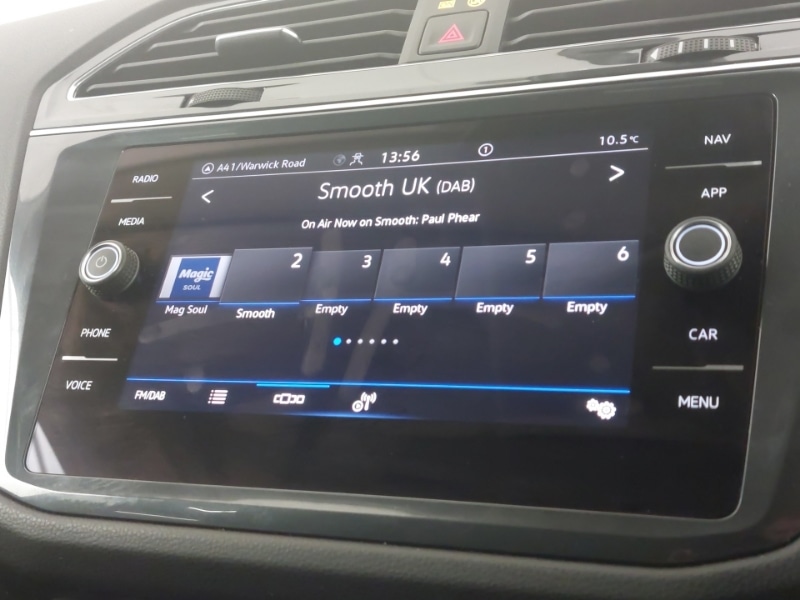 RADIO
MEDIA
PHONE
VOICE
A41/Warwick Road
13:56
1
10.5°C
< Smooth UK (DAB) >
On Air Now on Smooth: Paul Phear
2 3 4 5 6
Magic
SOUL
Mag Soul Smooth Empty Empty Empty Empty
FM/DAB
NAV
APP
CAR
MENU